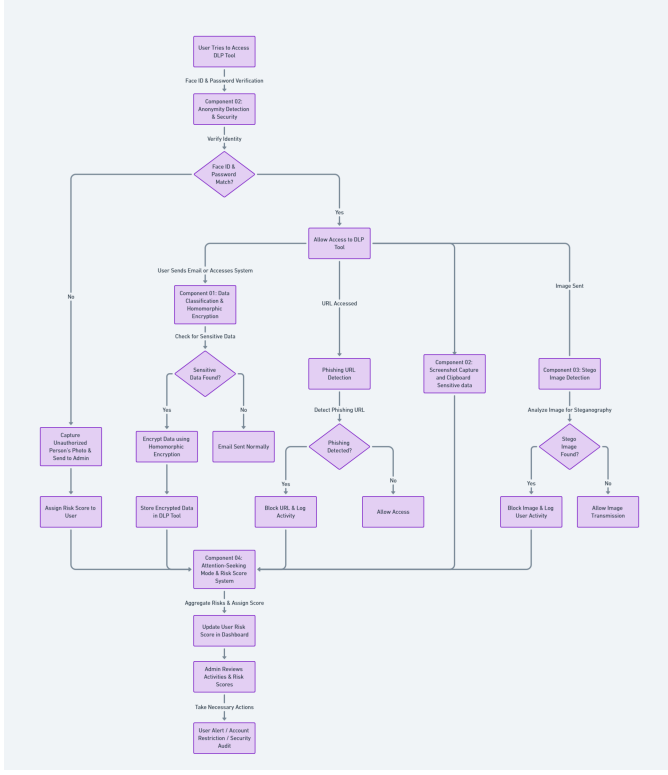 User Tries to Access
DLP Tool
Face ID & Password Verification
Component 02:
Anonymity Detection
& Security
Verify Identity
Face ID &
Password
Match?
Yes
Allow Access to DLP
Tool
User Sends Email or Accesses System
No
Component 01: Data
Classification &
Homomorphic
Encryption
URL Accessed
Image Sent
Check for Sensitive Data
Sensitive
Data Found?
Phishing URL
Detection
Component 02:
Screenshot Capture
and Clipboard
Sensitive data
Component 03: Stego
Image Detection
Yes
No
Detect Phishing URL
Analyze Image for Steganography
Capture
Unauthorized
Person's Photo &
Send to Admin
Encrypt Data using
Homomorphic
Encryption
Email Sent Normally
Phishing
Detected?
Stego
Image
Found?
Yes
No
Yes
No
Assign Risk Score to
User
Store Encrypted Data
in DLP Tool
Block URL & Log
Activity
Allow Access
Block Image & Log
User Activity
Allow Image
Transmission
Component 04:
Attention-Seeking
Mode & Risk Score
System
Aggregate Risks & Assign Score
Update User Risk
Score in Dashboard
Admin Reviews
Activities & Risk
Scores
Take Necessary Actions
User Alert / Account
Restriction / Security
Audit